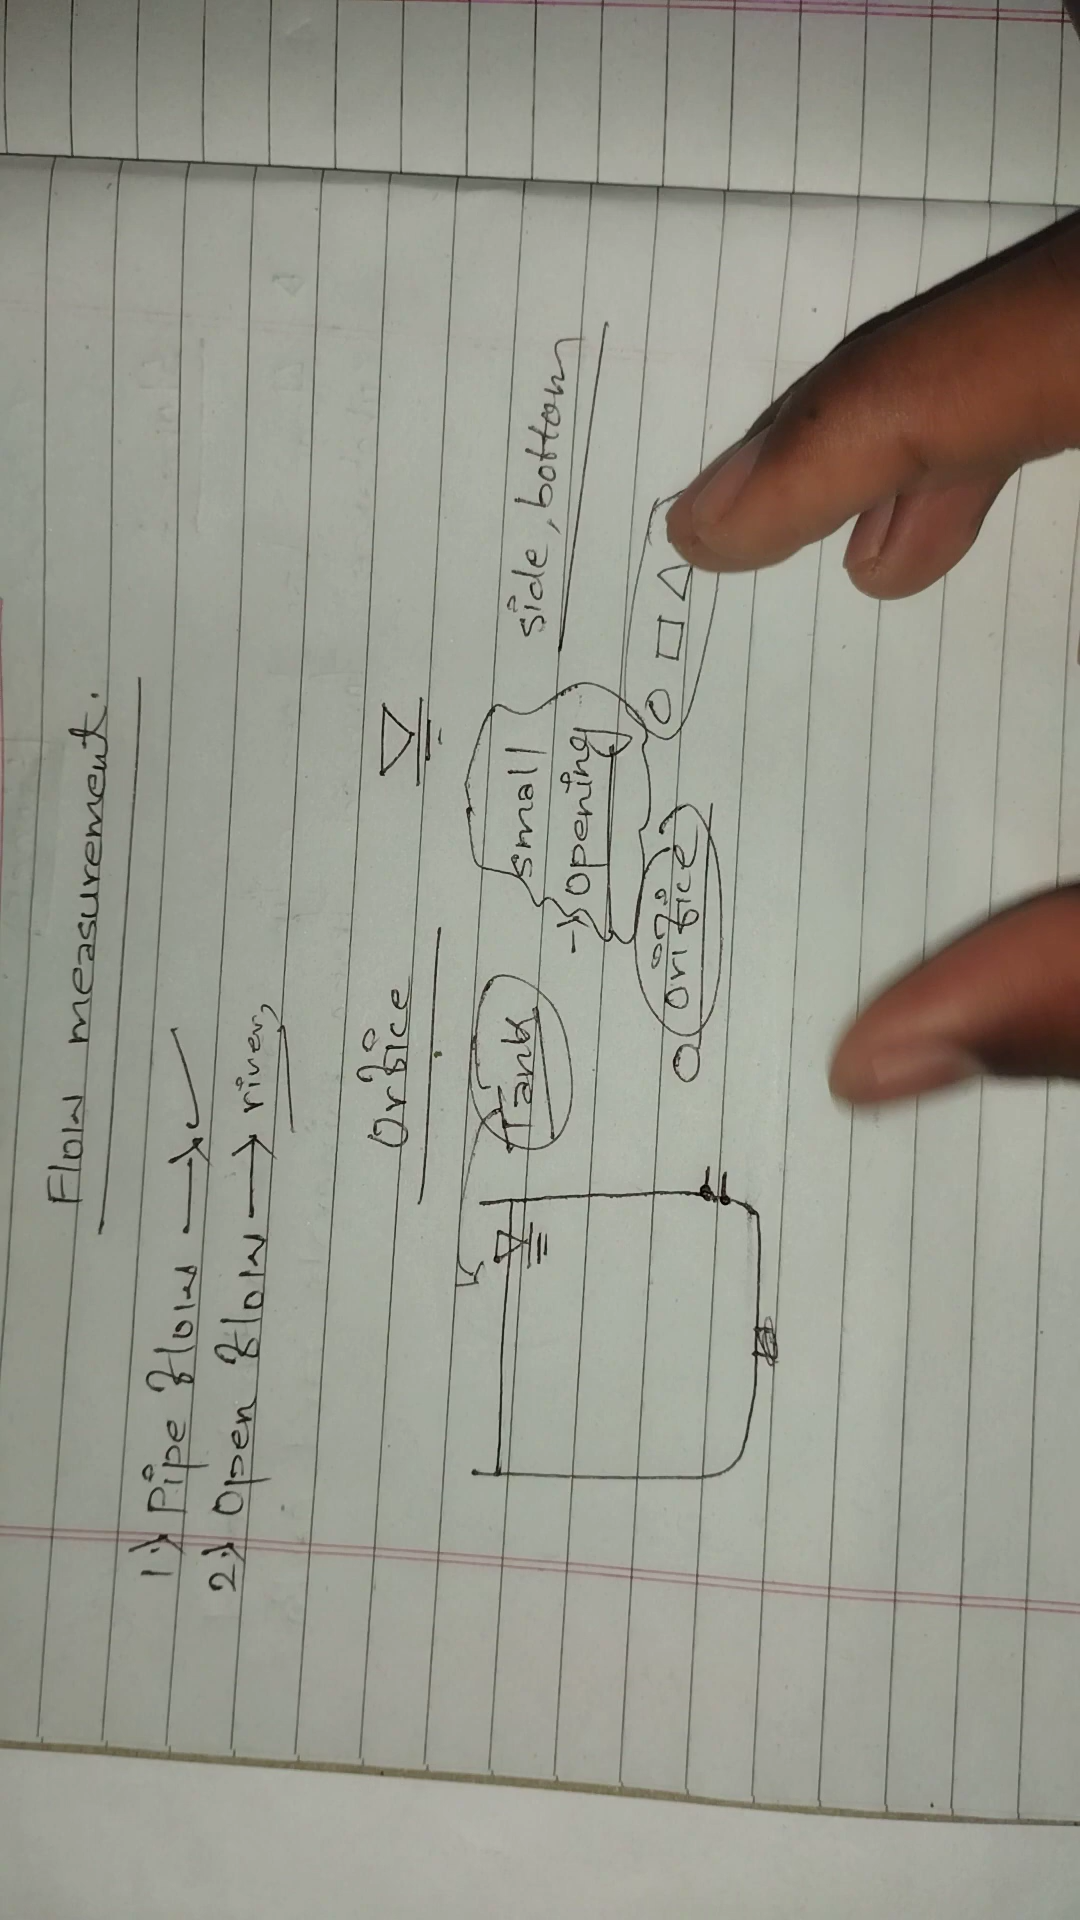 Flow measurement.
1.) Pipe flow →
2.) Open flow → river,
Orifice
Tank
small
→ Opening
side, bottom
Orifice